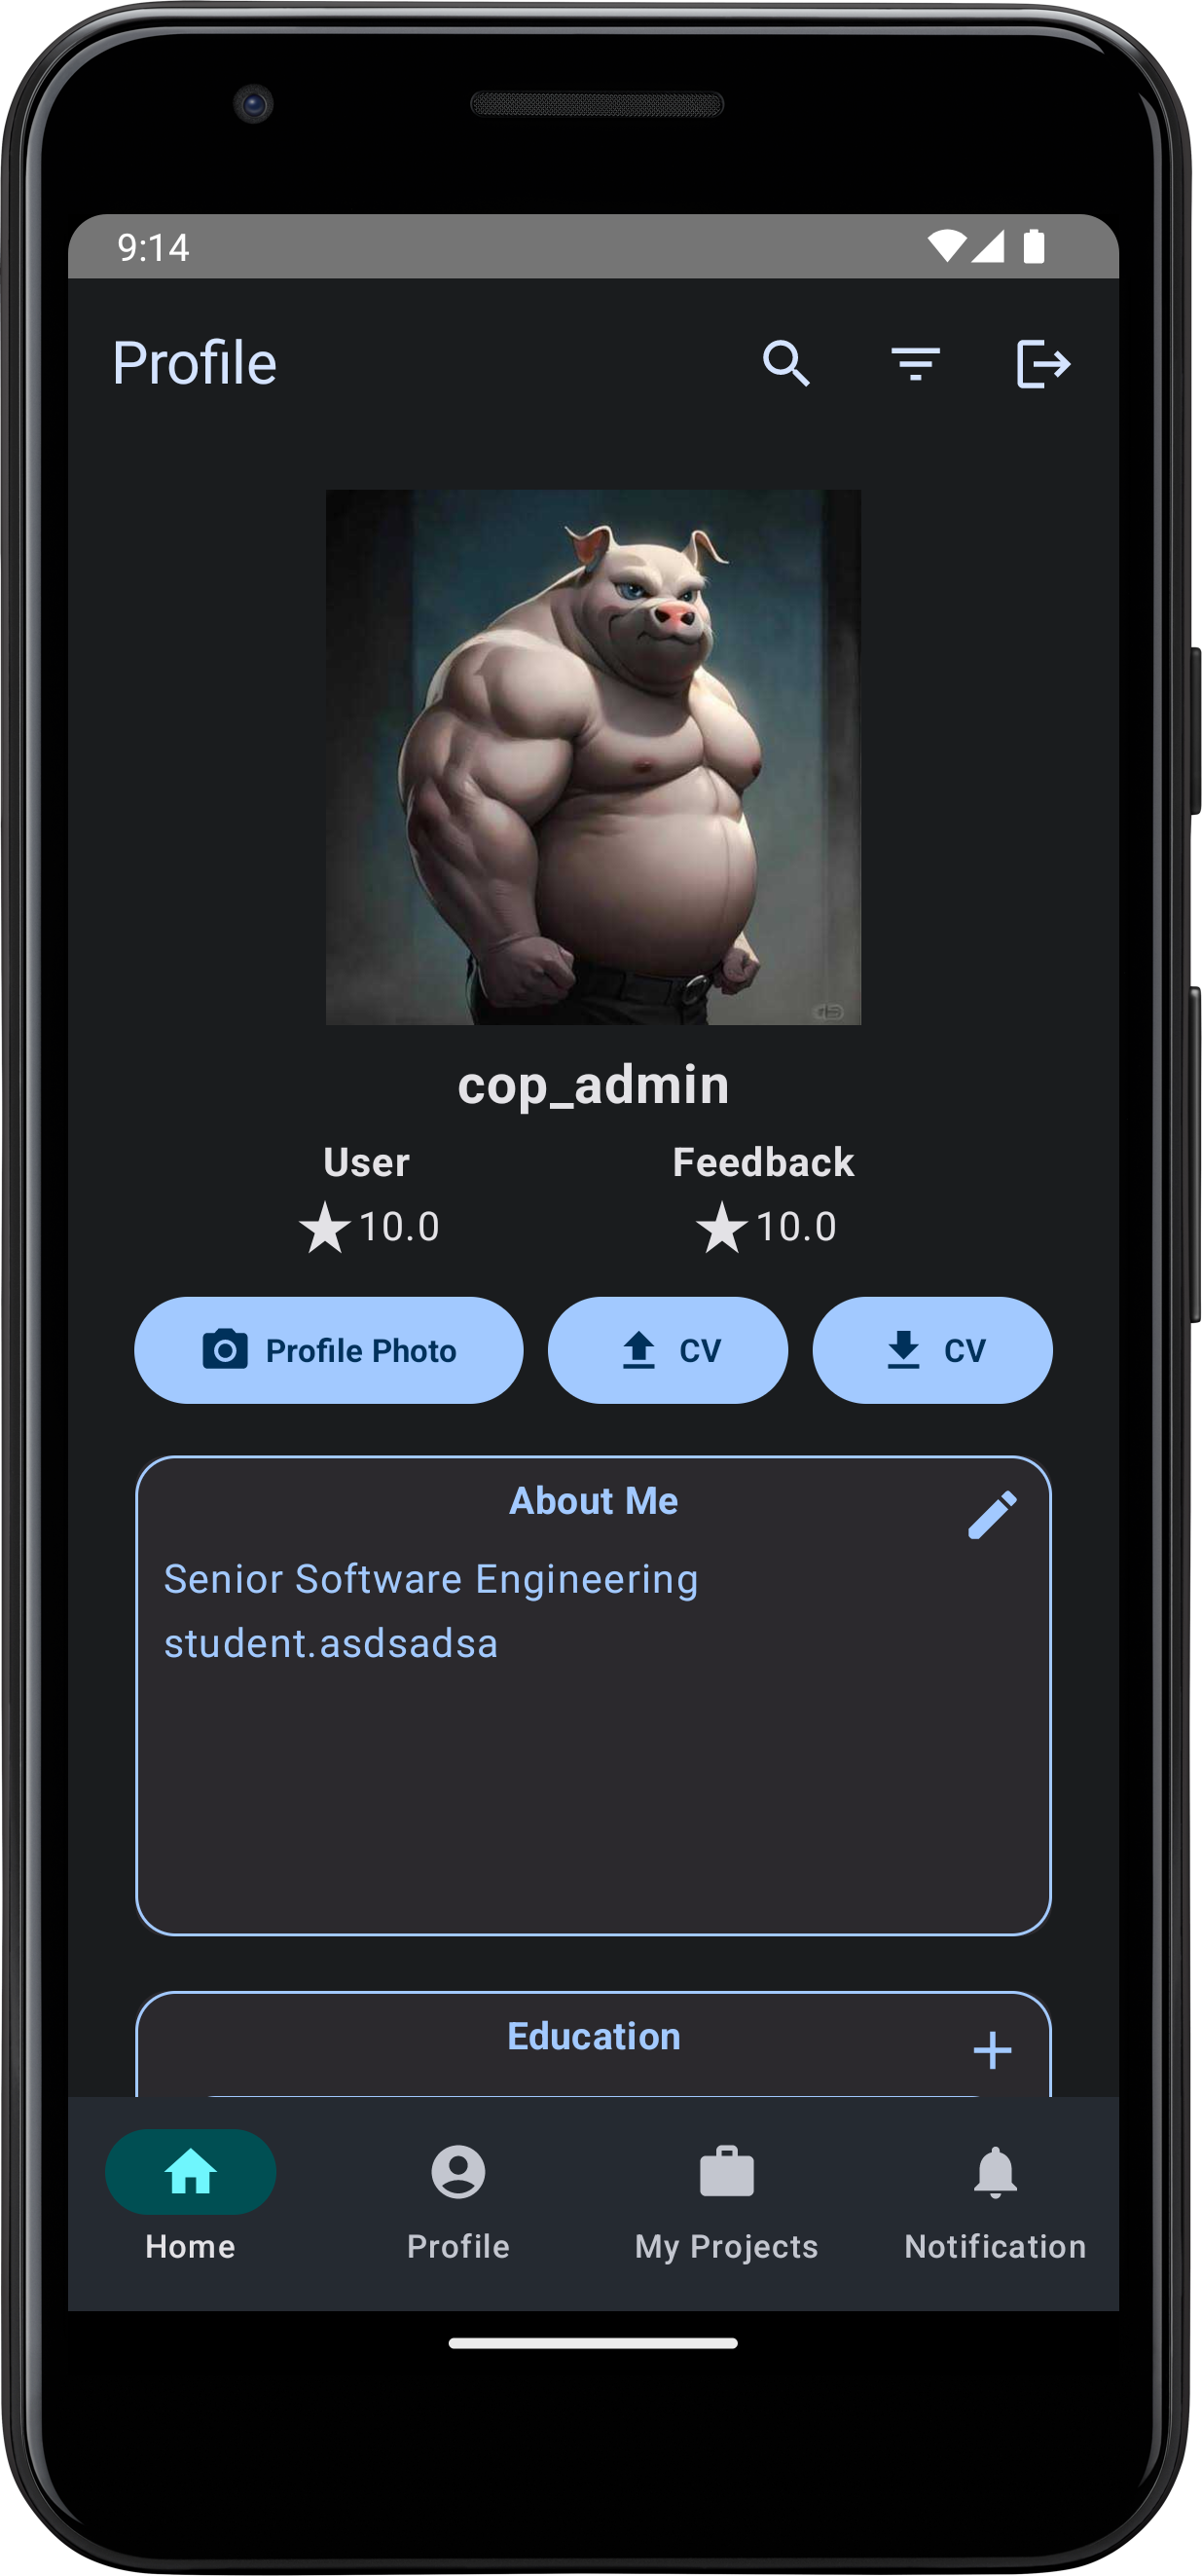 9:14
Profile
cop_admin
User
Feedback
10.0
10.0
Profile Photo
CV
CV
About Me
Senior Software Engineering
student.asdsadsa
Education
Home
Profile
My Projects
Notification